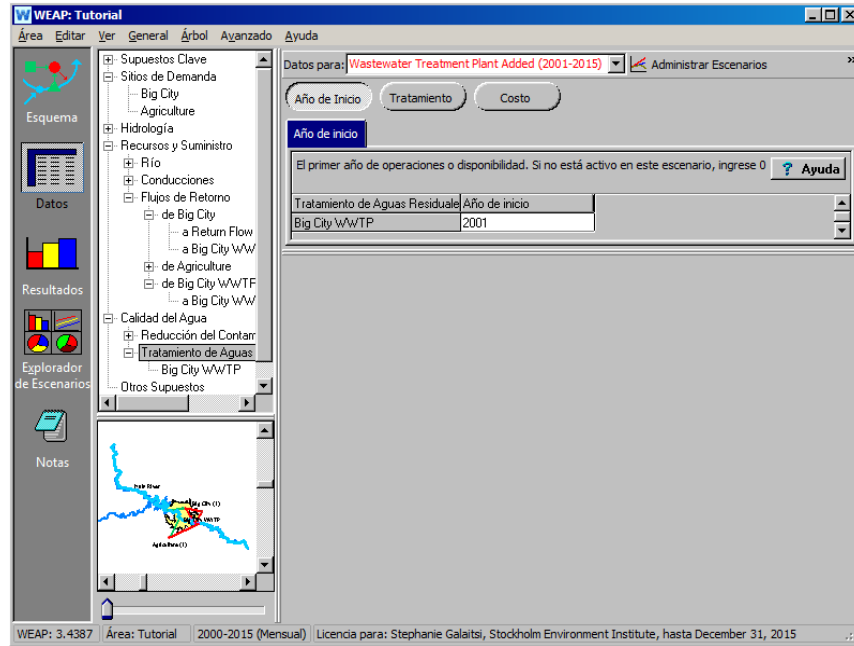 WEAP: Tutorial
Área Editar Ver General Árbol Avanzado Ayuda
Esquema
Datos
Resultados
Explorador de Escenarios
Notas
Supuestos Clave
Sitios de Demanda
Big City
Agriculture
Hidrología
Recursos y Suministro
Río
Conducciones
Flujos de Retorno
de Big City
a Return Flow
a Big City WW
de Agriculture
de Big City WWTF
a Big City WW
Calidad del Agua
Reducción del Contam
Tratamiento de Aguas
Big City WWTP
Otros Supuestos
Datos para: Wastewater Treatment Plant Added (2001-2015) Administrar Escenarios »
Año de Inicio Tratamiento Costo
Año de inicio
El primer año de operaciones o disponibilidad. Si no está activo en este escenario, ingrese 0 ? Ayuda
Tratamiento de Aguas Residuale Año de inicio
Big City WWTP 2001
Big City (1)
Agriculture (1)
WEAP: 3.4387 Área: Tutorial 2000-2015 (Mensual) Licencia para: Stephanie Galaitsi, Stockholm Environment Institute, hasta December 31, 2015